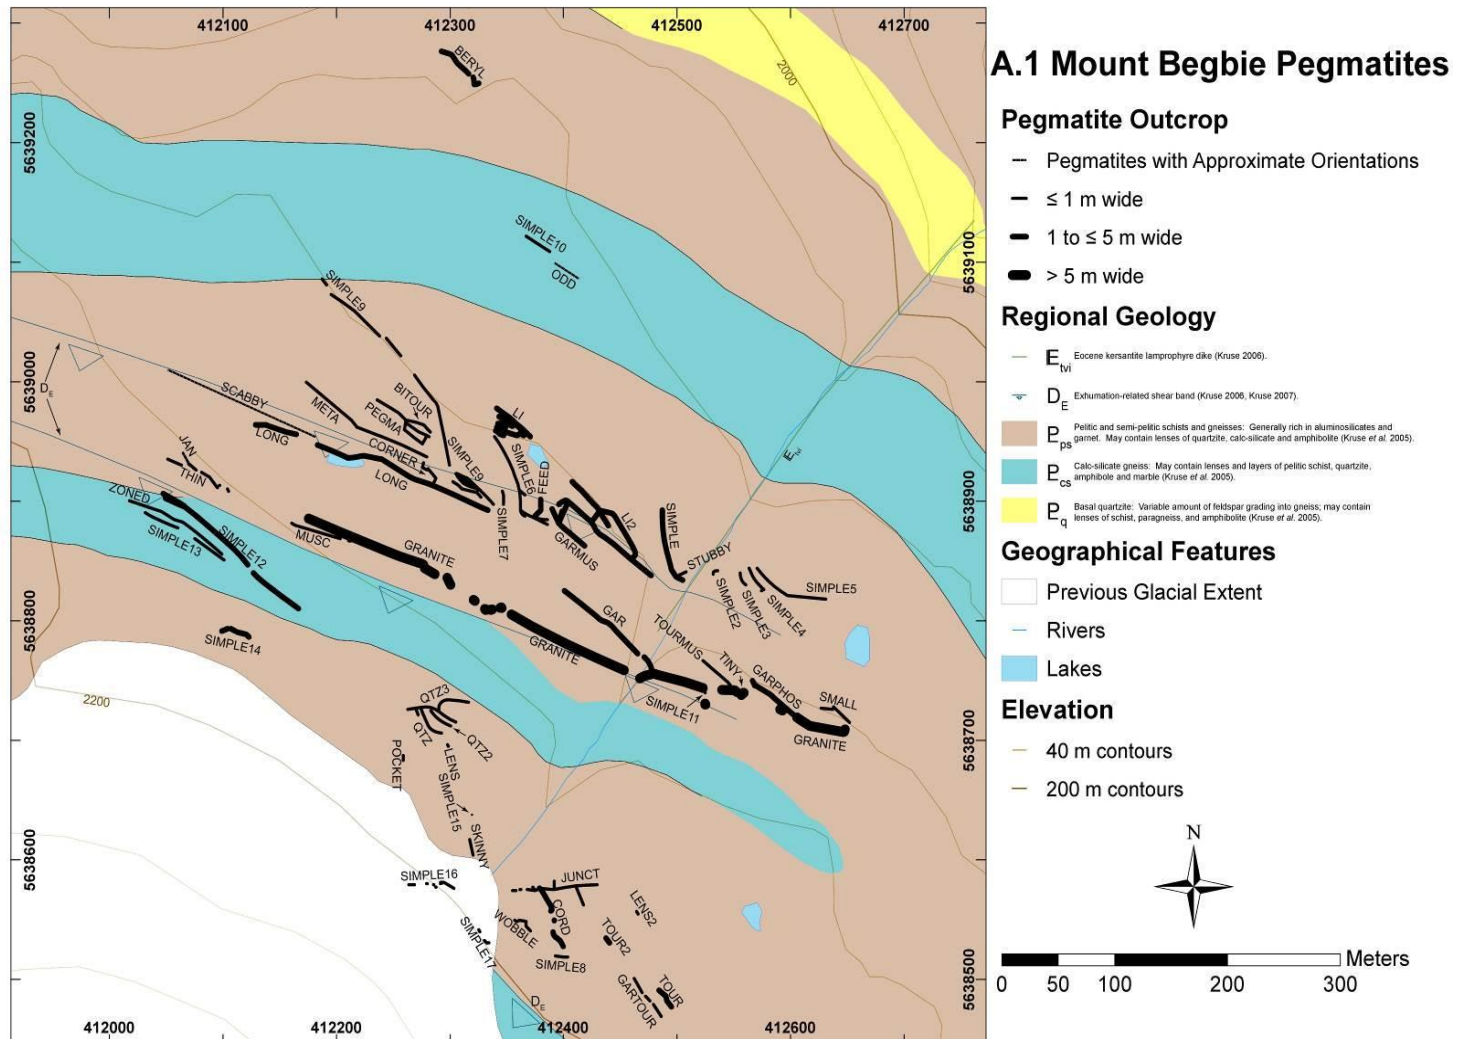 412100
412300
412500
412700
BERYL
2000
5639200
5639100
SIMPLE10
ODD
SIMPLE9
5639000
D_E
SCABBY
META
BITOUR
PEGMA
LI
LONG
CORNER
LONG
SIMPLE9
SIMPLE6
FEED
JAN
THIN
ZONED
SIMPLE13
SIMPLE12
MUSC
GRANITE
SIMPLE7
GARMUS
LI2
SIMPLE
STUBBY
E_tvi
5638900
SIMPLE2
SIMPLE3
SIMPLE4
SIMPLE5
5638800
SIMPLE14
GAR
GRANITE
TOURMUS
TINY
GARPHOS
SMALL
SIMPLE11
GRANITE
2200
QTZ3
QTZ
QTZ2
POCKET
LENS
SIMPLE15
SKINNY
5638700
5638600
SIMPLE16
SIMPLE17
JUNCT
CORD
WOBBLE
SIMPLE8
LENS2
TOUR2
TOUR
GARTOUR
5638500
D_E
412000
412200
412400
412600
A.1 Mount Begbie Pegmatites
Pegmatite Outcrop
Pegmatites with Approximate Orientations
≤ 1 m wide
1 to ≤ 5 m wide
> 5 m wide
Regional Geology
E_tvi Eocene kersantite lamprophyre dike (Kruse 2006).
D_E Exhumation-related shear band (Kruse 2006, Kruse 2007).
P_ps Pelitic and semi-pelitic schists and gneisses: Generally rich in aluminosilicates and
garnet. May contain lenses of quartzite, calc-silicate and amphibolite (Kruse et al. 2005).
P_cs Calc-silicate gneiss: May contain lenses and layers of pelitic schist, quartzite,
amphibole and marble (Kruse et al. 2005).
P_q Basal quartzite: Variable amount of feldspar grading into gneiss; may contain
lenses of schist, paragneiss, and amphibolite (Kruse et al. 2005).
Geographical Features
Previous Glacial Extent
Rivers
Lakes
Elevation
40 m contours
200 m contours
N
Meters
0 50 100 200 300